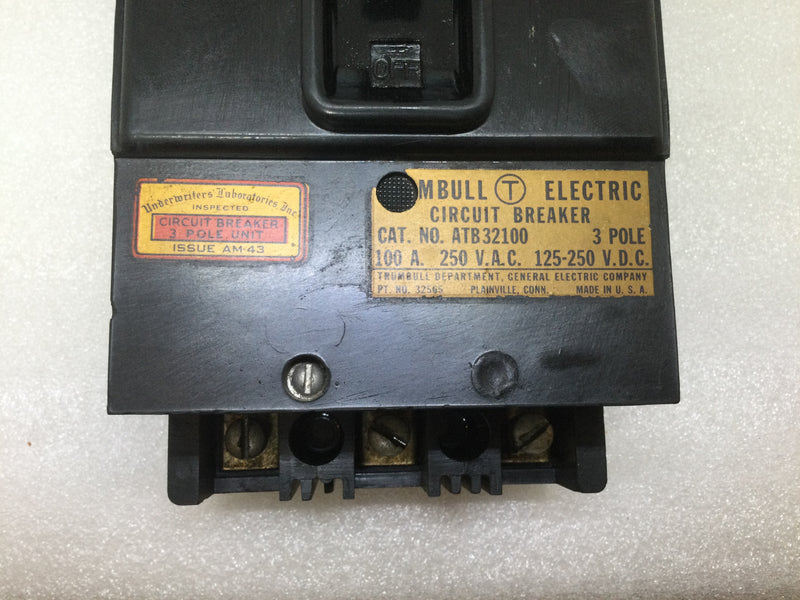 OFF
Underwriters' Laboratories, Inc.
INSPECTED
CIRCUIT BREAKER
3 POLE UNIT
ISSUE AM-43
MBULL T ELECTRIC
CIRCUIT BREAKER
CAT. NO. ATB32100 3 POLE
100 A. 250 V.A.C. 125-250 V.D.C.
TRUMBULL DEPARTMENT, GENERAL ELECTRIC COMPANY
PT. NO. 32565 PLAINVILLE, CONN. MADE IN U. S. A.